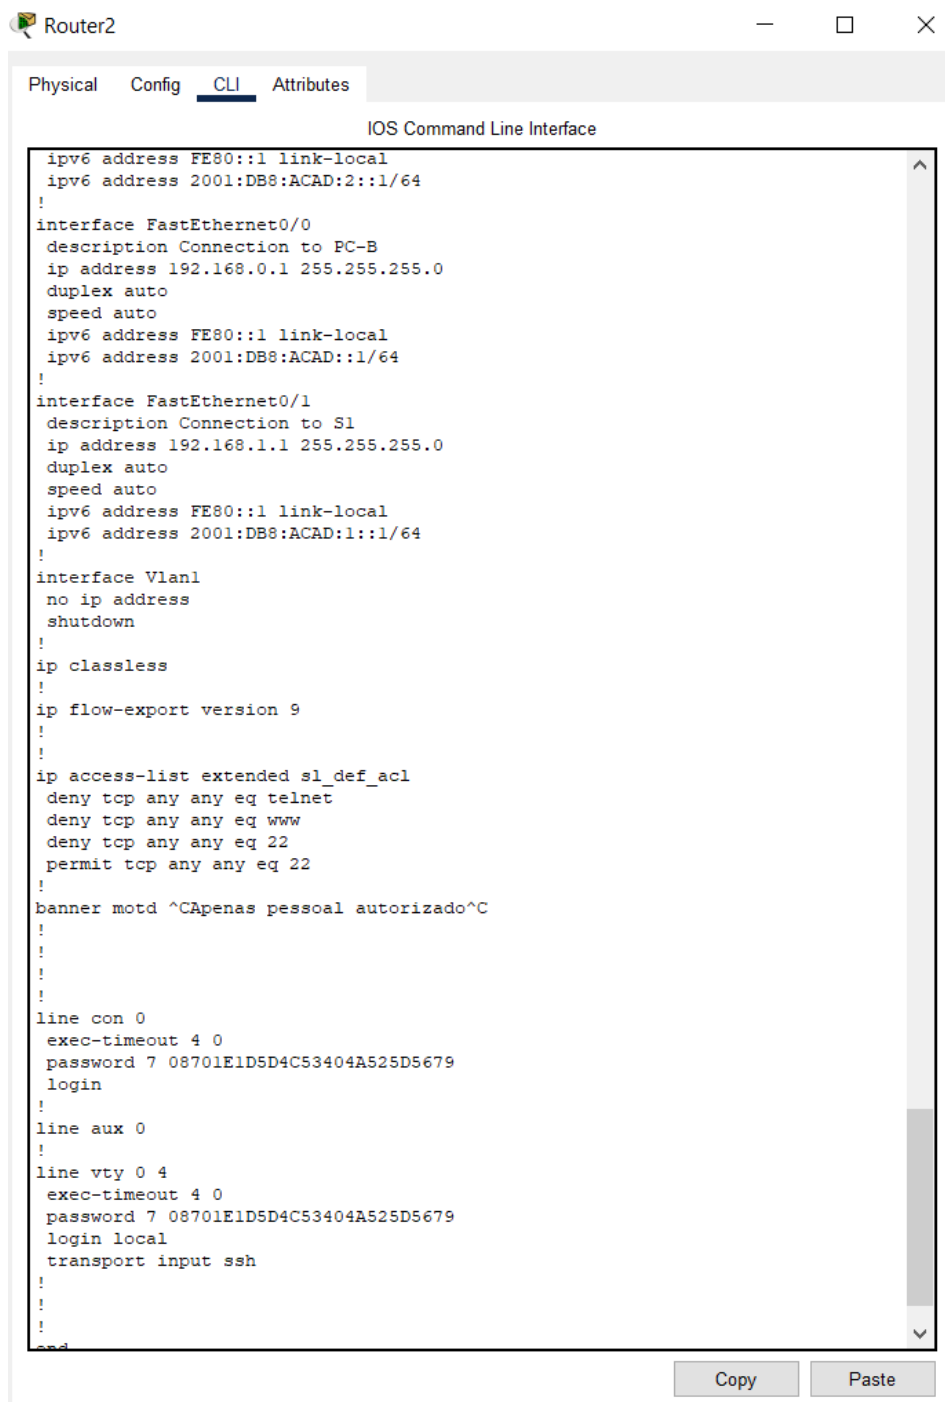 Router2
Physical Config CLI Attributes
IOS Command Line Interface
ipv6 address FE80::1 link-local
ipv6 address 2001:DB8:ACAD:2::1/64
!
interface FastEthernet0/0
description Connection to PC-B
ip address 192.168.0.1 255.255.255.0
duplex auto
speed auto
ipv6 address FE80::1 link-local
ipv6 address 2001:DB8:ACAD::1/64
!
interface FastEthernet0/1
description Connection to S1
ip address 192.168.1.1 255.255.255.0
duplex auto
speed auto
ipv6 address FE80::1 link-local
ipv6 address 2001:DB8:ACAD:1::1/64
!
interface Vlan1
no ip address
shutdown
!
ip classless
!
ip flow-export version 9
!
!
ip access-list extended sl_def_acl
deny tcp any any eq telnet
deny tcp any any eq www
deny tcp any any eq 22
permit tcp any any eq 22
!
banner motd ^CApenas pessoal autorizado^C
!
!
!
!
line con 0
exec-timeout 4 0
password 7 08701E1D5D4C53404A525D5679
login
!
line aux 0
!
line vty 0 4
exec-timeout 4 0
password 7 08701E1D5D4C53404A525D5679
login local
transport input ssh
!
!
!
end
Copy Paste